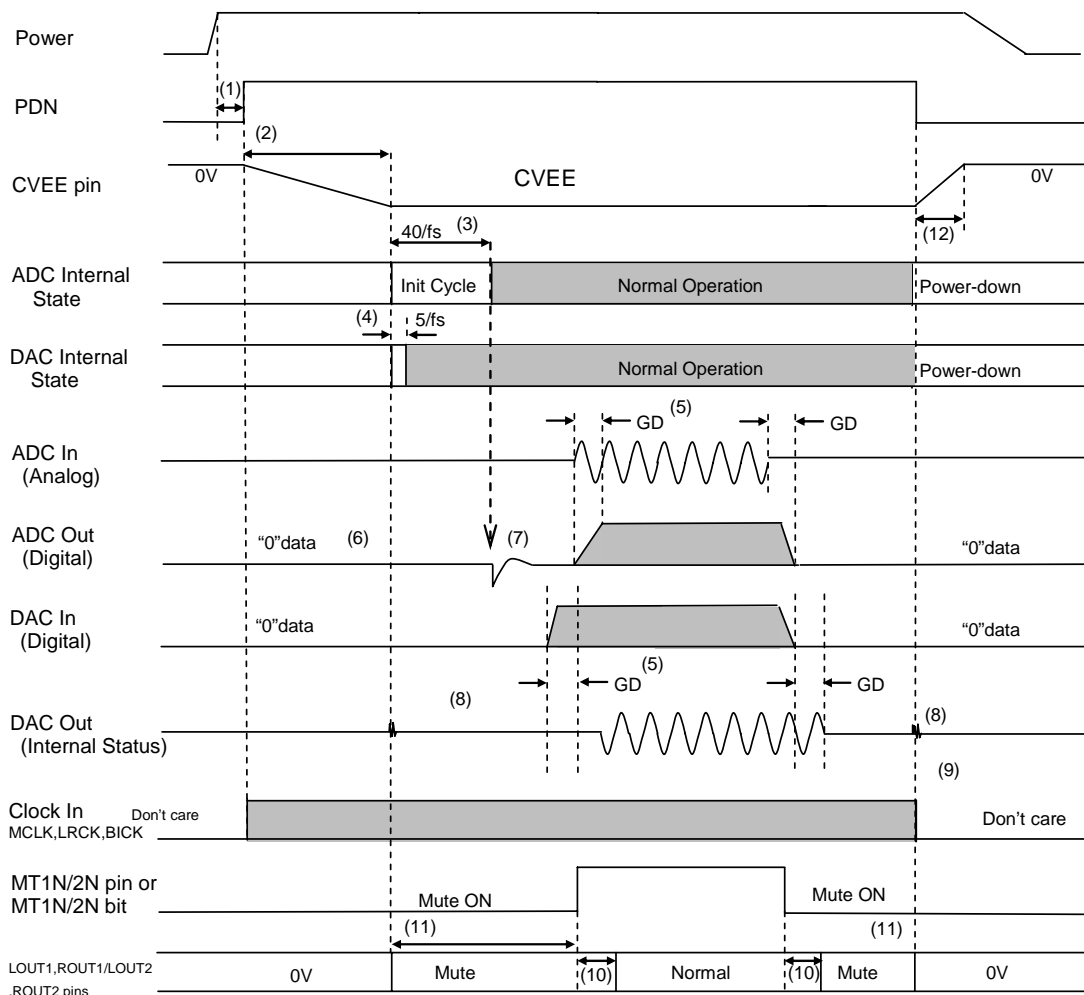 Power
(1)
PDN
(2)
0V
CVEE
0V
CVEE pin
(12)
40/fs
(3)
ADC Internal
State
Init Cycle
Normal Operation
Power-down
(4)
5/fs
DAC Internal
State
Normal Operation
Power-down
(5)
GD
GD
ADC In
(Analog)
ADC Out
(Digital)
“0”data
(6)
(7)
“0”data
DAC In
(Digital)
“0”data
“0”data
(5)
GD
GD
(8)
(8)
DAC Out
(Internal Status)
(9)
Clock In
MCLK,LRCK,BICK
Don’t care
Don’t care
MT1N/2N pin or
MT1N/2N bit
Mute ON
Mute ON
(11)
(11)
LOUT1,ROUT1/LOUT2
,ROUT2 pins
0V
Mute
(10)
Normal
(10)
Mute
0V